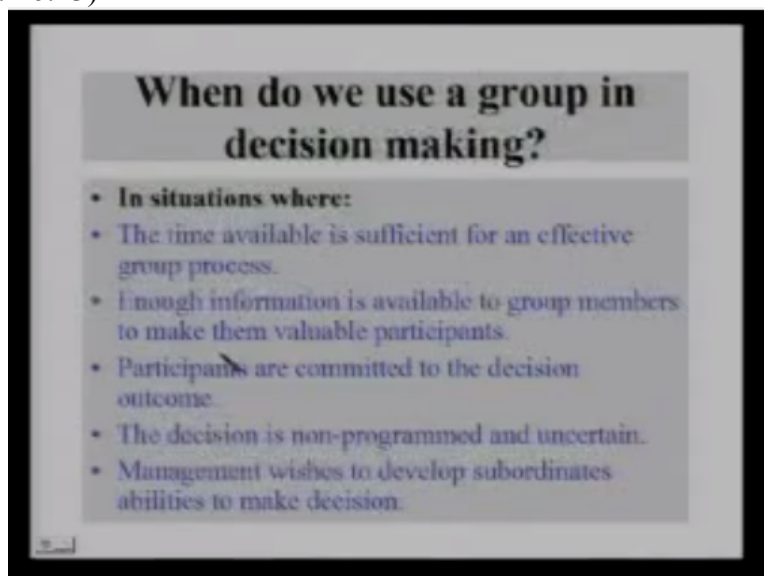 When do we use a group in
decision making?
• In situations where:
• The time available is sufficient for an effective
group process.
• Enough information is available to group members
to make them valuable participants.
• Participants are committed to the decision
outcome.
• The decision is non-programmed and uncertain.
• Management wishes to develop subordinates
abilities to make decision.